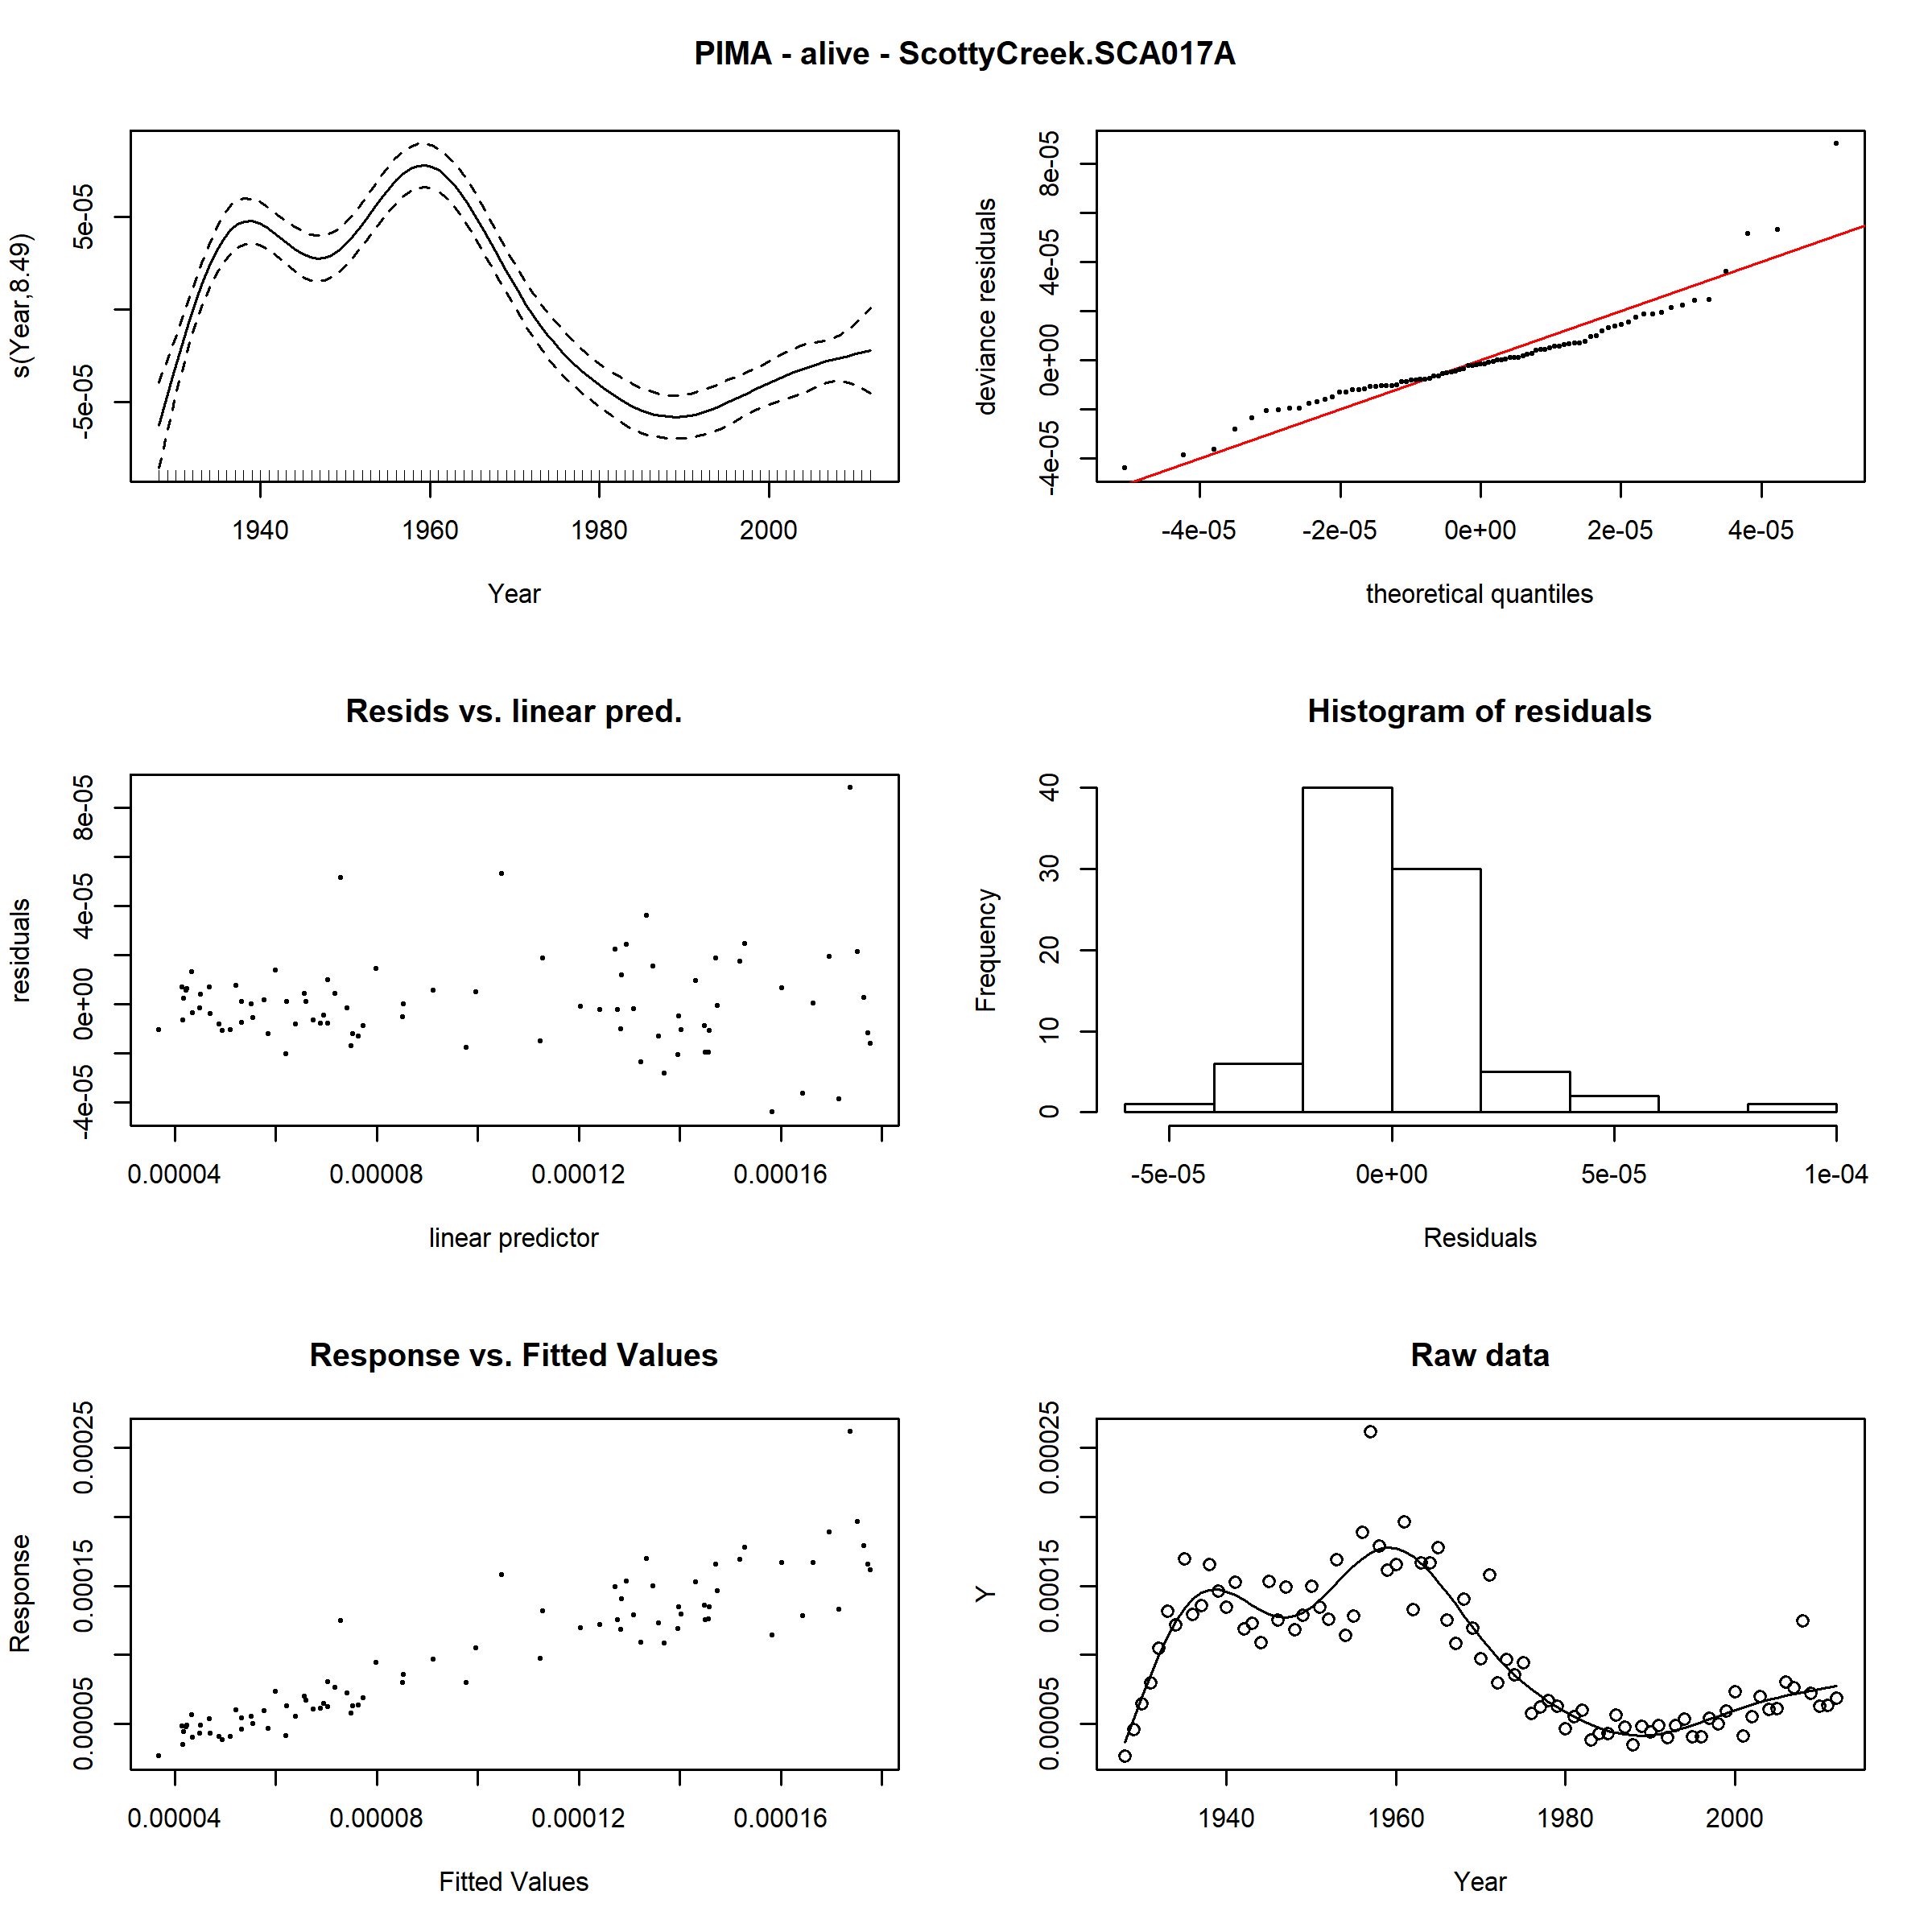 PIMA - alive - ScottyCreek.SCA017A
s(Year,8.49)
5e-05
-5e-05
1940 1960 1980 2000
Year
deviance residuals
8e-05
4e-05
0e+00
-4e-05
-4e-05 -2e-05 0e+00 2e-05 4e-05
theoretical quantiles
Resids vs. linear pred.
residuals
8e-05
4e-05
0e+00
-4e-05
0.00004 0.00008 0.00012 0.00016
linear predictor
Histogram of residuals
Frequency
40
30
20
10
0
-5e-05 0e+00 5e-05 1e-04
Residuals
Response vs. Fitted Values
Response
0.00025
0.00015
0.00005
0.00004 0.00008 0.00012 0.00016
Fitted Values
Raw data
Y
0.00025
0.00015
0.00005
1940 1960 1980 2000
Year